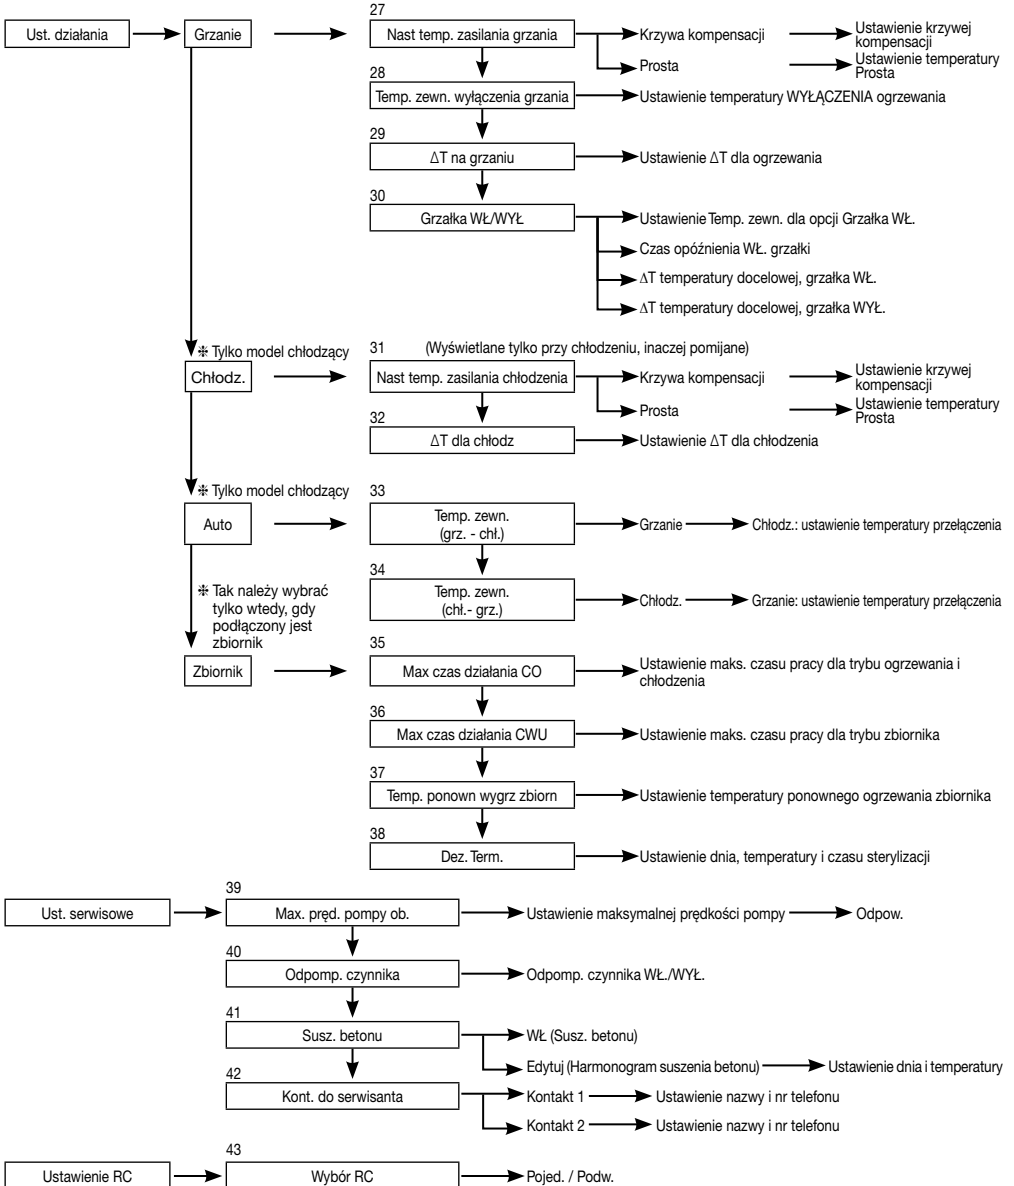 27
Ust. działania
Grzanie
Nast temp. zasilania grzania
Krzywa kompensacji
Ustawienie krzywej
kompensacji
Prosta
Ustawienie temperatury
Prosta
28
Temp. zewn. wyłączenia grzania
Ustawienie temperatury WYŁĄCZENIA ogrzewania
29
ΔT na grzaniu
Ustawienie ΔT dla ogrzewania
30
Grzałka WŁ/WYŁ
Ustawienie Temp. zewn. dla opcji Grzałka WŁ.
Czas opóźnienia WŁ. grzałki
ΔT temperatury docelowej, grzałka WŁ.
ΔT temperatury docelowej, grzałka WYŁ.
⁜ Tylko model chłodzący
31
(Wyświetlane tylko przy chłodzeniu, inaczej pomijane)
Chłodz.
Nast temp. zasilania chłodzenia
Krzywa kompensacji
Ustawienie krzywej
kompensacji
Prosta
Ustawienie temperatury
Prosta
32
ΔT dla chłodz
Ustawienie ΔT dla chłodzenia
⁜ Tylko model chłodzący
33
Auto
Temp. zewn.
(grz. - chł.)
Grzanie
Chłodz.: ustawienie temperatury przełączenia
34
Temp. zewn.
(chł.- grz.)
Chłodz.
Grzanie: ustawienie temperatury przełączenia
⁜ Tak należy wybrać
tylko wtedy, gdy
podłączony jest
zbiornik
35
Zbiornik
Max czas działania CO
Ustawienie maks. czasu pracy dla trybu ogrzewania i
chłodzenia
36
Max czas działania CWU
Ustawienie maks. czasu pracy dla trybu zbiornika
37
Temp. ponown wygrz zbiorn
Ustawienie temperatury ponownego ogrzewania zbiornika
38
Dez. Term.
Ustawienie dnia, temperatury i czasu sterylizacji
39
Ust. serwisowe
Max. pręd. pompy ob.
Ustawienie maksymalnej prędkości pompy
Odpow.
40
Odpomp. czynnika
Odpomp. czynnika WŁ./WYŁ.
41
Susz. betonu
WŁ (Susz. betonu)
Edytuj (Harmonogram suszenia betonu)
Ustawienie dnia i temperatury
42
Kont. do serwisanta
Kontakt 1
Ustawienie nazwy i nr telefonu
Kontakt 2
Ustawienie nazwy i nr telefonu
43
Ustawienie RC
Wybór RC
Pojed. / Podw.